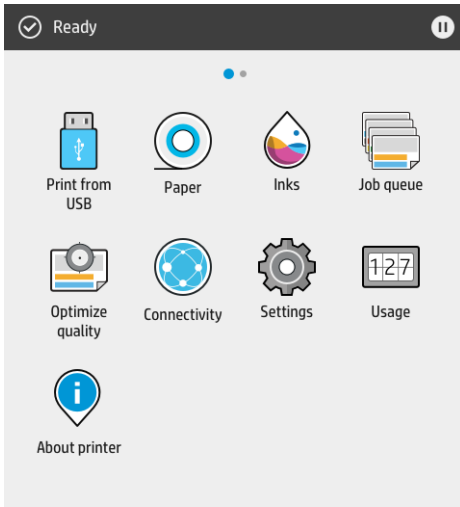 Ready
Print from
USB
Paper
Inks
Job queue
Optimize
quality
Connectivity
Settings
127
Usage
i
About printer